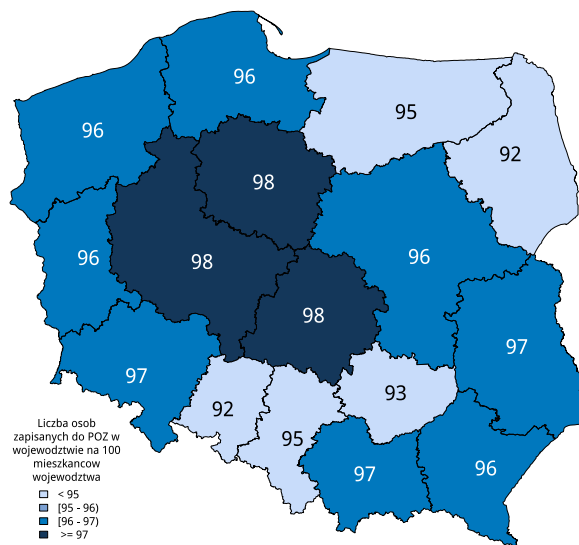 96
95
96
92
98
96
98
96
98
97
97
93
92
95
97
96
Liczba osob
zapisanych do POZ w
wojewodztwie na 100
mieszkancow
wojewodztwa
< 95
[95 - 96)
[96 - 97)
>= 97